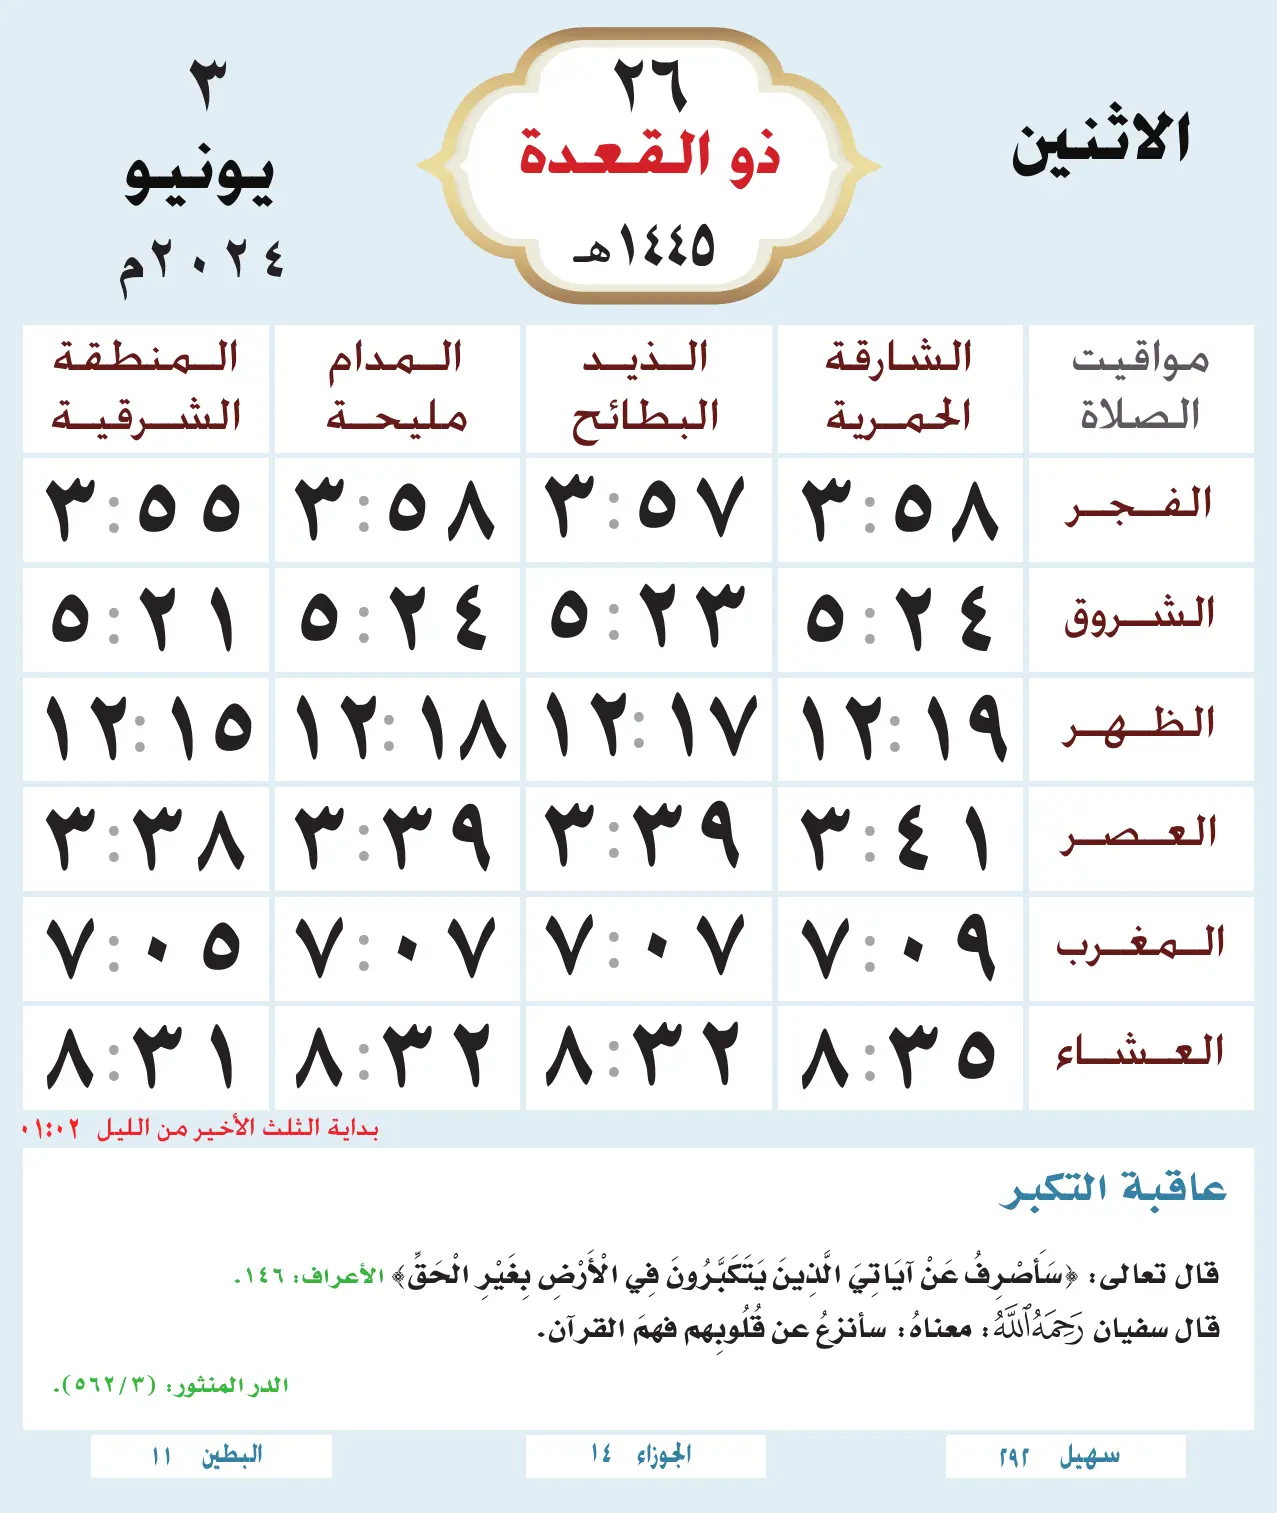 الاثنين
٢٦
ذو القعدة
١٤٤٥هـ
٣
يونيو
٢٠٢٤م
مواقيت الصلاة
الشارقة الحمرية
الذيد البطائح
المدام مليحة
المنطقة الشرقية
الفجر ٣:٥٨ ٣:٥٧ ٣:٥٨ ٣:٥٥
الشروق ٥:٢٤ ٥:٢٣ ٥:٢٤ ٥:٢١
الظهر ١٢:١٩ ١٢:١٧ ١٢:١٨ ١٢:١٥
العصر ٣:٤١ ٣:٣٩ ٣:٣٩ ٣:٣٨
المغرب ٧:٠٩ ٧:٠٧ ٧:٠٧ ٧:٠٥
العشاء ٨:٣٥ ٨:٣٢ ٨:٣٢ ٨:٣١
بداية الثلث الأخير من الليل ٠١:٠٢
عاقبة التكبر
قال تعالى: ﴿سَأَصْرِفُ عَنْ آيَاتِيَ الَّذِينَ يَتَكَبَّرُونَ فِي الْأَرْضِ بِغَيْرِ الْحَقِّ﴾ الأعراف: ١٤٦.
قال سفيان رَحِمَهُ ٱللَّهُ: معناهُ: سأنزعُ عن قُلُوبِهم فهمَ القرآن.
الدر المنثور: (٥٦٢/٣).
سهيل ٢٩٢
الجوزاء ١٤
البطين ١١